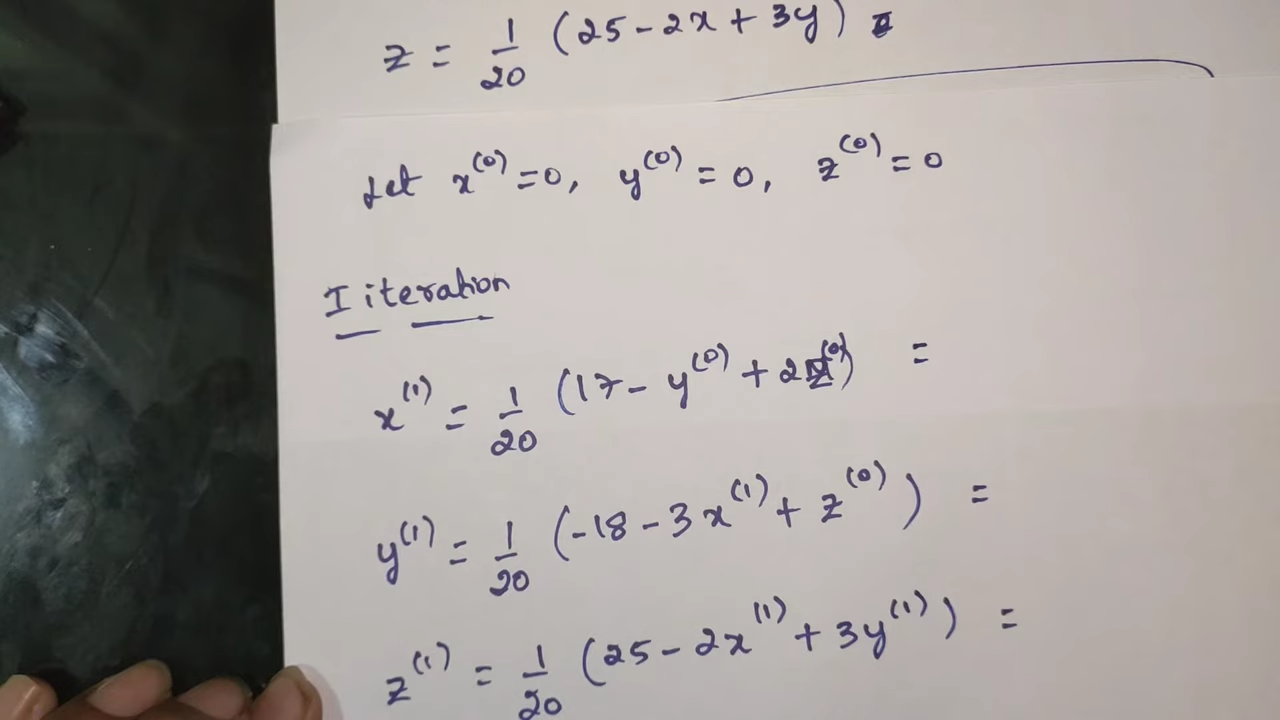 z = 1/20 (25 - 2x + 3y)
Let x^(0) = 0, y^(0) = 0, z^(0) = 0
I iteration
x^(1) = 1/20 (17 - y^(0) + 2z^(0)) =
y^(1) = 1/20 (-18 - 3x^(1) + z^(0)) =
z^(1) = 1/20 (25 - 2x^(1) + 3y^(1)) =